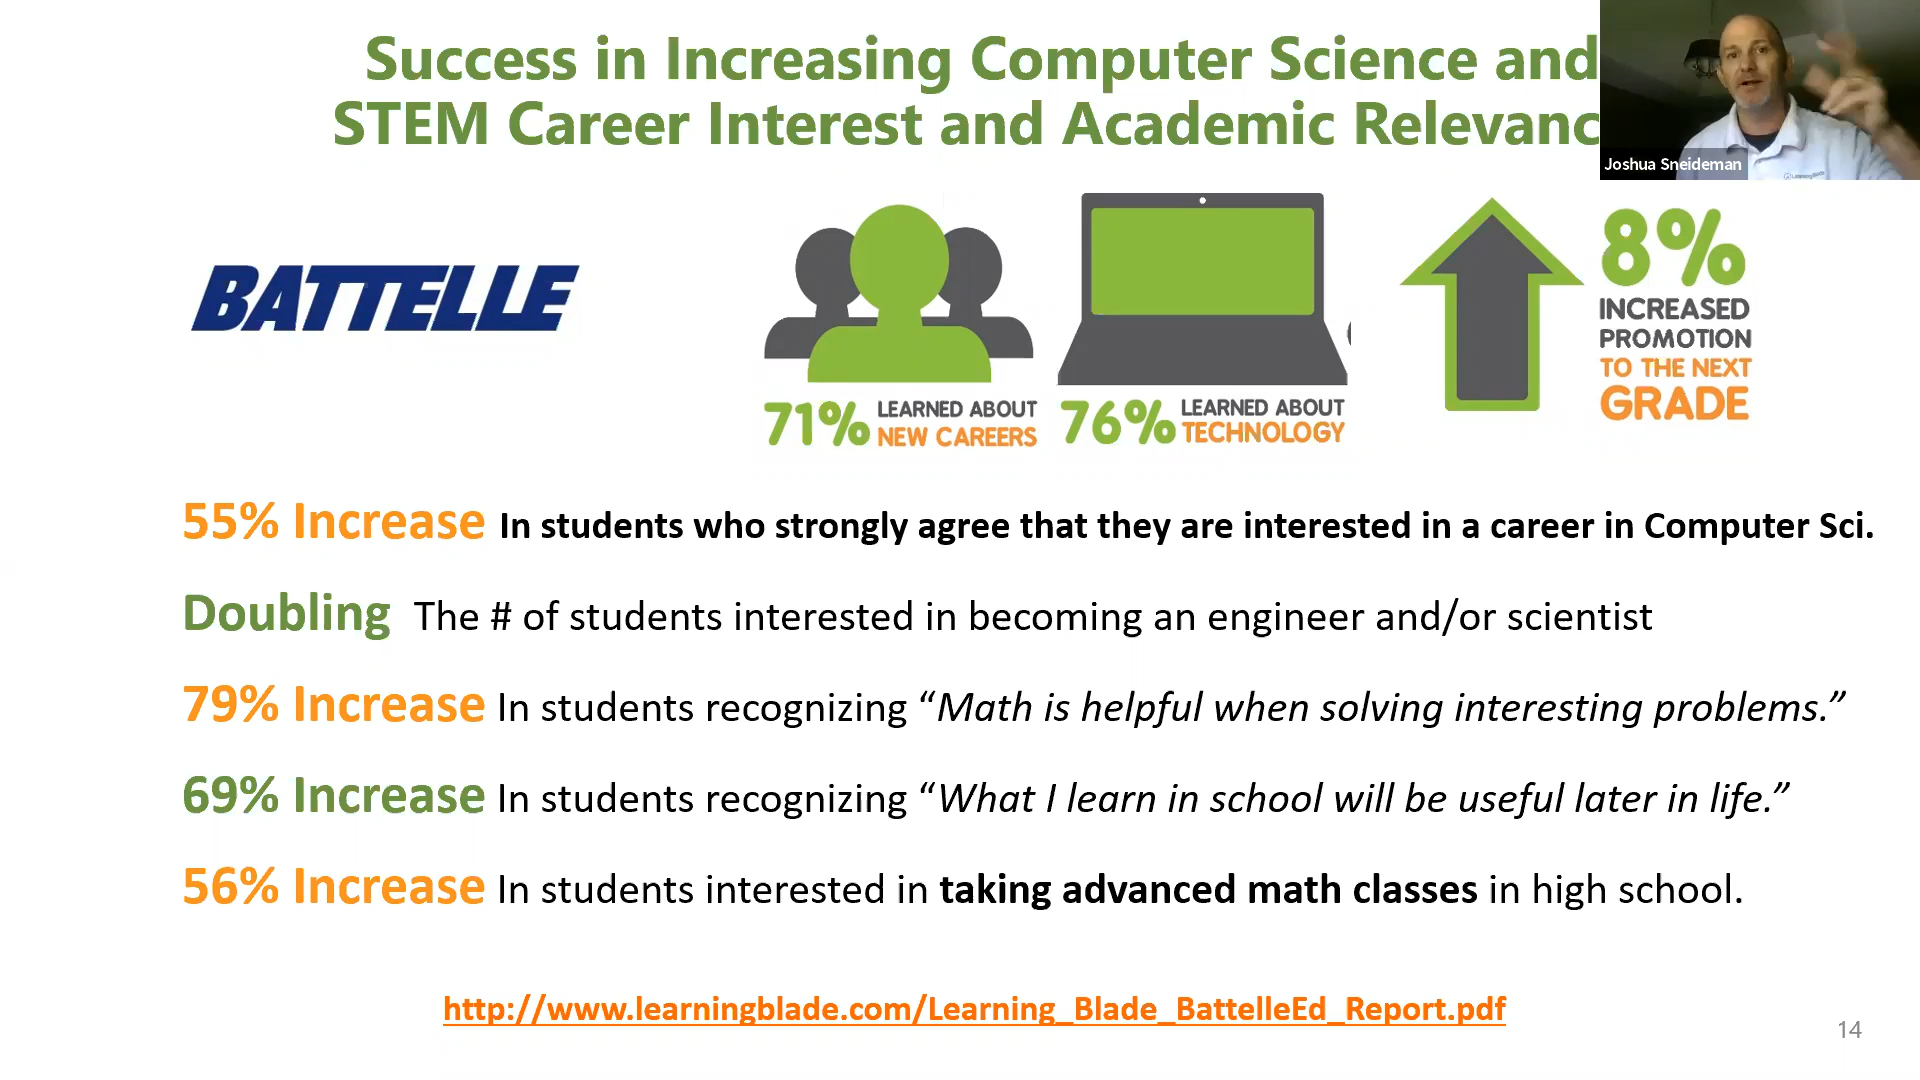 Success in Increasing Computer Science and
STEM Career Interest and Academic Relevanc
Joshua Sneideman
BATTELLE
71% LEARNED ABOUT
NEW CAREERS
76% LEARNED ABOUT
TECHNOLOGY
8%
INCREASED
PROMOTION
TO THE NEXT
GRADE
55% Increase In students who strongly agree that they are interested in a career in Computer Sci.
Doubling The # of students interested in becoming an engineer and/or scientist
79% Increase In students recognizing “Math is helpful when solving interesting problems.”
69% Increase In students recognizing “What I learn in school will be useful later in life.”
56% Increase In students interested in taking advanced math classes in high school.
http://www.learningblade.com/Learning_Blade_BattelleEd_Report.pdf
14